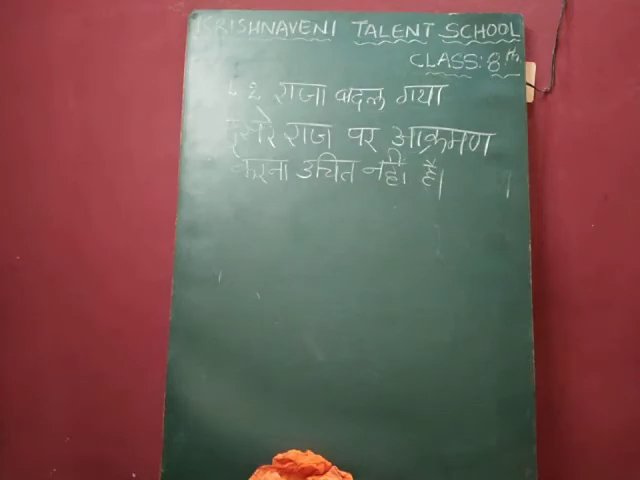 KRISHNAVENI TALENT SCHOOL
CLASS: 8th
राजा बदल गया
दूसरे राज पर आक्रमण
करना उचित नहीं है।